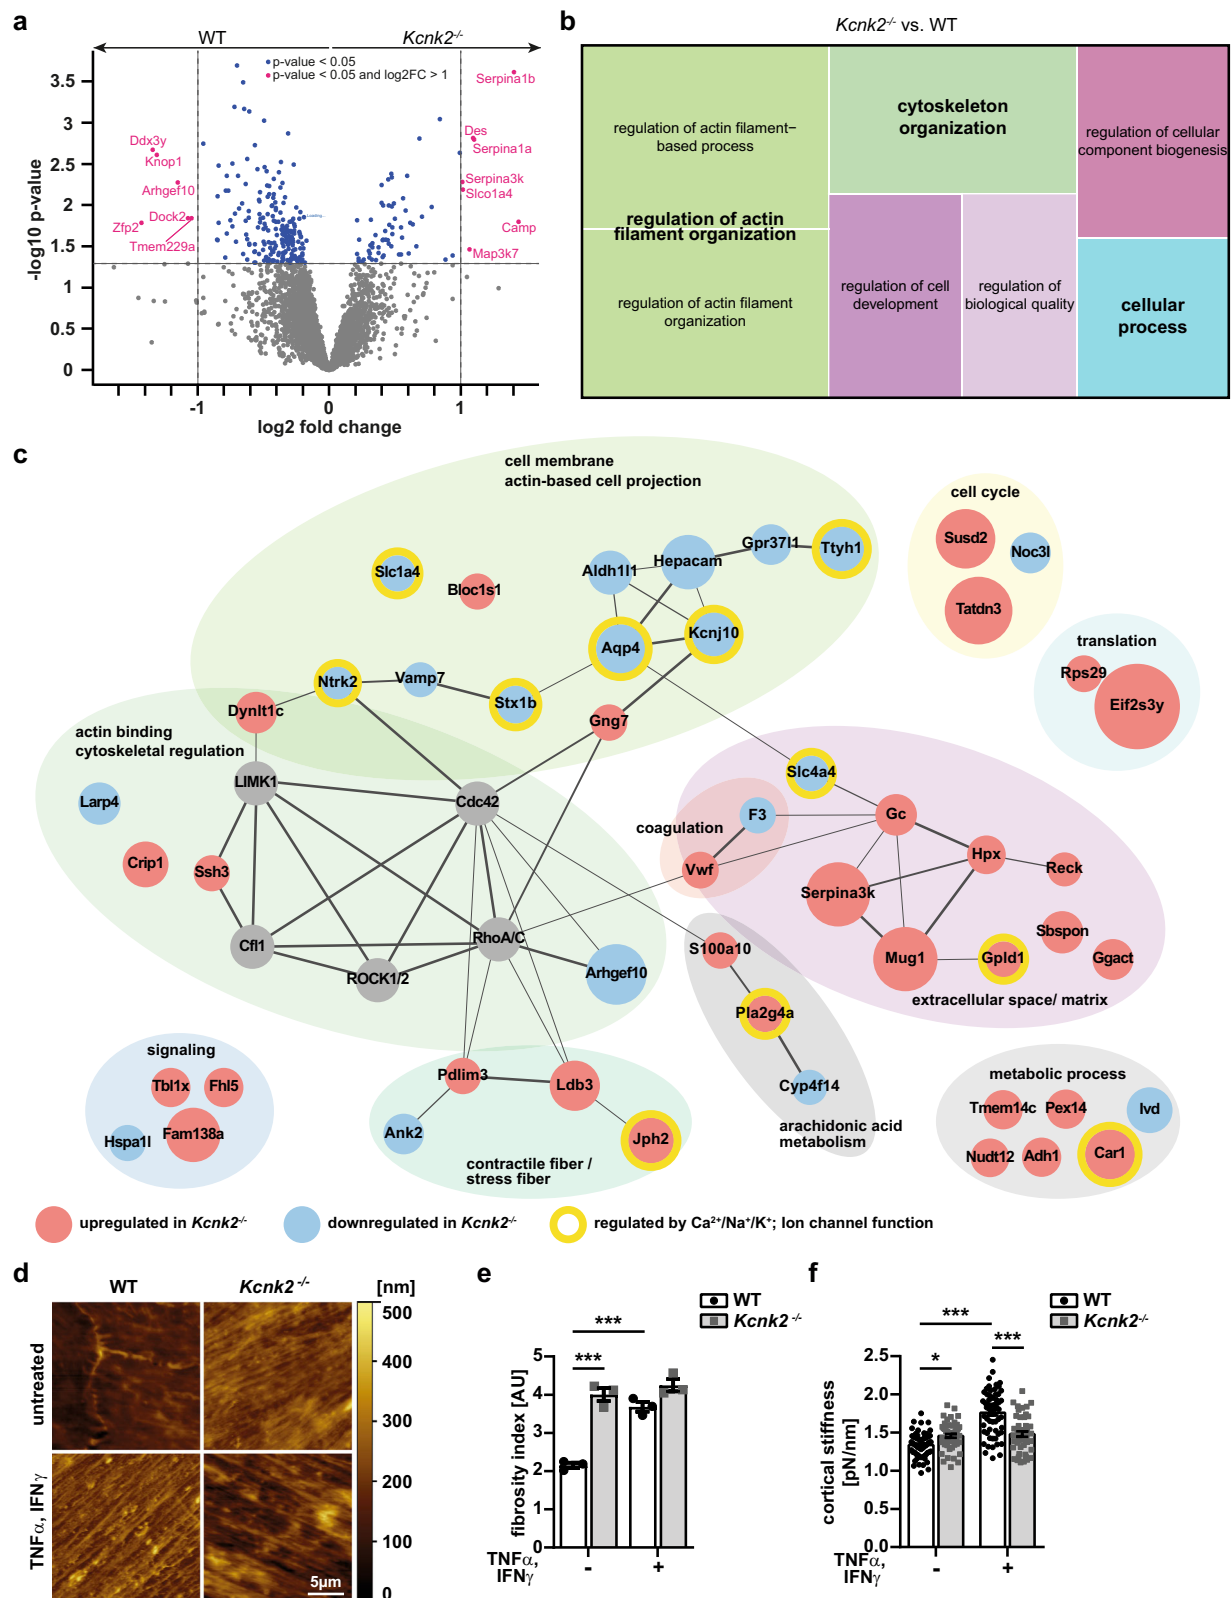 a
WT
Kcnk2-/-
p-value < 0.05
p-value < 0.05 and log2FC > 1
Serpina1b
Des
Serpina1a
Serpina3k
Slco1a4
Camp
Map3k7
Ddx3y
Knop1
Arhgef10
Dock2
Zfp2
Tmem229a
Loading...
3.5
3
2.5
2
1.5
1
0.5
0
-log10 p-value
-1
0
1
log2 fold change
b
Kcnk2-/- vs. WT
regulation of actin filament–
based process
regulation of actin
filament organization
regulation of actin filament
organization
cytoskeleton
organization
regulation of cell
development
regulation of
biological quality
regulation of cellular
component biogenesis
cellular
process
c
cell membrane
actin-based cell projection
Slc1a4
Bloc1s1
Aldh1l1
Hepacam
Gpr37l1
Ttyh1
Aqp4
Kcnj10
Ntrk2
Vamp7
Stx1b
Dynlt1c
Gng7
cell cycle
Susd2
Noc3l
Tatdn3
translation
Rps29
Eif2s3y
actin binding
cytoskeletal regulation
LIMK1
Cdc42
Larp4
Crip1
Ssh3
Cfl1
ROCK1/2
RhoA/C
Arhgef10
Slc4a4
coagulation
F3
Vwf
Gc
Hpx
Reck
Serpina3k
Sbspon
Mug1
Gpld1
Ggact
extracellular space/ matrix
S100a10
Pla2g4a
Cyp4f14
arachidonic acid
metabolism
signaling
Tbl1x
Fhl5
Hspa1l
Fam138a
Pdlim3
Ldb3
Ank2
Jph2
contractile fiber /
stress fiber
metabolic process
Tmem14c
Pex14
Ivd
Nudt12
Adh1
Car1
upregulated in Kcnk2-/-
downregulated in Kcnk2-/-
regulated by Ca²⁺/Na⁺/K⁺; Ion channel function
d
WT
Kcnk2 -/-
[nm]
untreated
TNFα, IFNγ
500
400
300
200
100
0
5µm
e
WT
Kcnk2 -/-
***
***
5
4
3
2
1
0
fibrosity index [AU]
TNFα,
IFNγ
-
+
f
WT
Kcnk2-/-
***
*
***
2.5
2.0
1.5
1.0
0.5
0.0
cortical stiffness
[pN/nm]
TNFα,
IFNγ
-
+